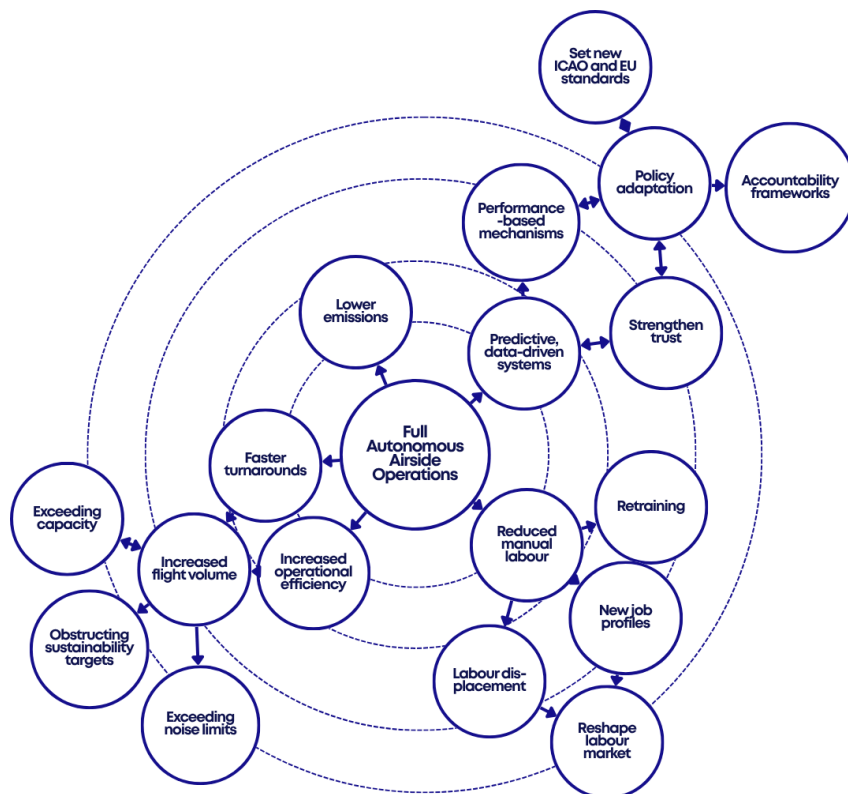 Set new
ICAO and EU
standards
Policy
adaptation
Accountability
frameworks
Performance
-based
mechanisms
Lower
emissions
Predictive,
data-driven
systems
Strengthen
trust
Full
Autonomous
Airside
Operations
Faster
turnarounds
Exceeding
capacity
Retraining
Reduced
manual
labour
Increased
flight volume
Increased
operational
efficiency
New job
profiles
Obstructing
sustainability
targets
Labour dis-
placement
Exceeding
noise limits
Reshape
labour
market